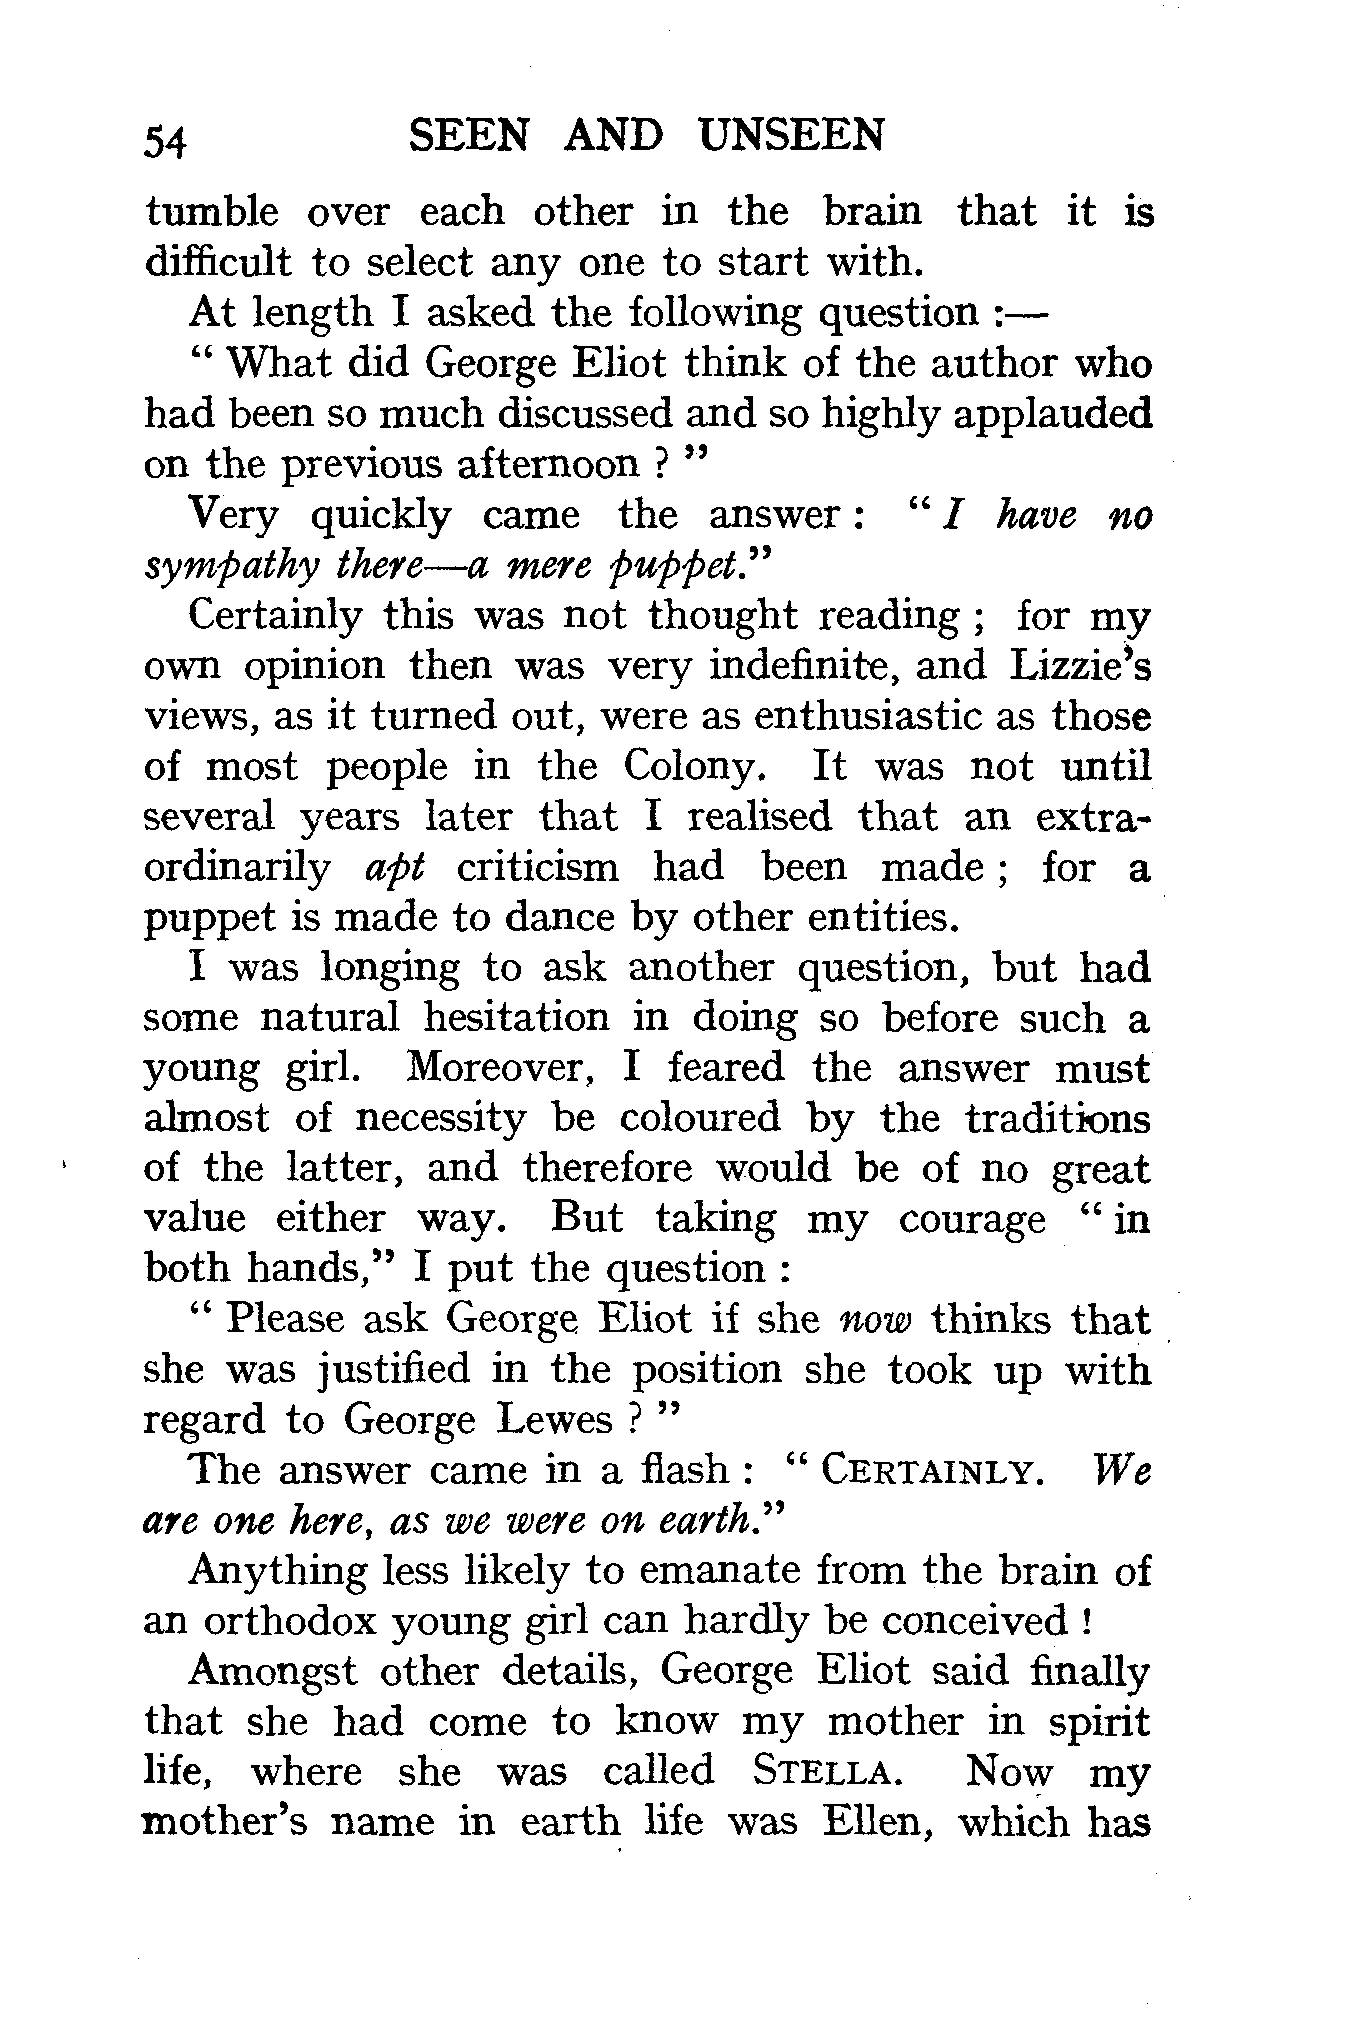 54 SEEN AND UNSEEN
tumble over each other in the brain that it is
difficult to select any one to start with.
At length I asked the following question :—
“ What did George Eliot think of the author who
had been so much discussed and so highly applauded
on the previous afternoon ? ”
Very quickly came the answer : “ I have no
sympathy there—a mere puppet.”
Certainly this was not thought reading ; for my
own opinion then was very indefinite, and Lizzie’s
views, as it turned out, were as enthusiastic as those
of most people in the Colony. It was not until
several years later that I realised that an extra-
ordinarily apt criticism had been made ; for a
puppet is made to dance by other entities.
I was longing to ask another question, but had
some natural hesitation in doing so before such a
young girl. Moreover, I feared the answer must
almost of necessity be coloured by the traditions
of the latter, and therefore would be of no great
value either way. But taking my courage “ in
both hands,” I put the question :
“ Please ask George Eliot if she now thinks that
she was justified in the position she took up with
regard to George Lewes ? ”
The answer came in a flash : “ CERTAINLY. We
are one here, as we were on earth.”
Anything less likely to emanate from the brain of
an orthodox young girl can hardly be conceived !
Amongst other details, George Eliot said finally
that she had come to know my mother in spirit
life, where she was called STELLA. Now my
mother’s name in earth life was Ellen, which has